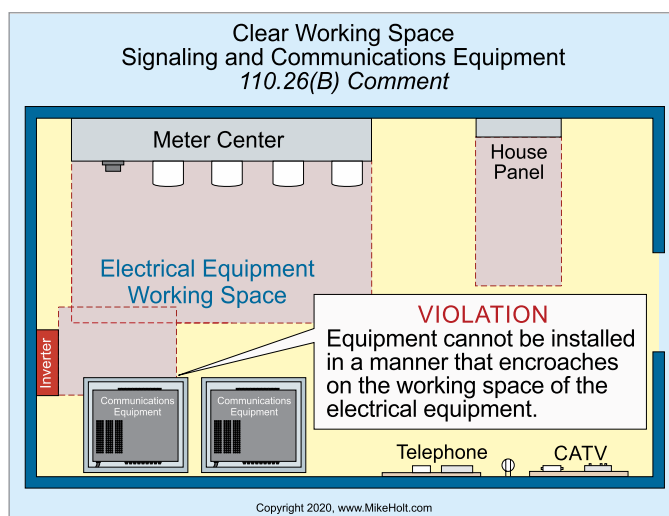 Clear Working Space
Signaling and Communications Equipment
110.26(B) Comment
Meter Center
House
Panel
Electrical Equipment
Working Space
VIOLATION
Equipment cannot be installed
in a manner that encroaches
on the working space of the
electrical equipment.
Inverter
Communications
Equipment
Communications
Equipment
Telephone
CATV
Copyright 2020, www.MikeHolt.com